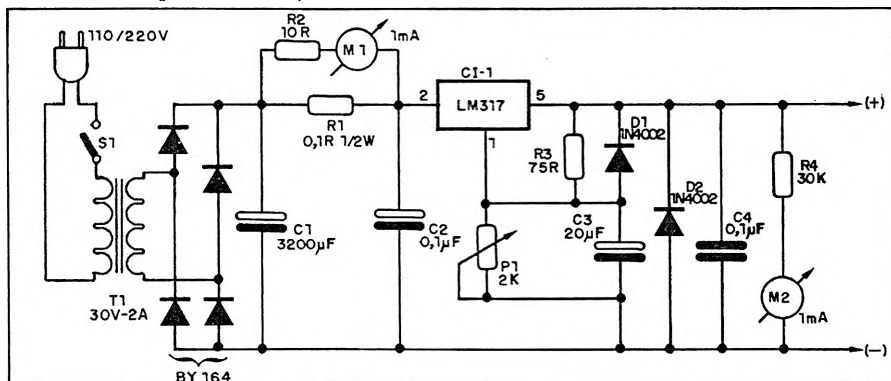 110/220V
S1
T1
30V-2A
BY 164
R2
10R
M1
1mA
R1
0,1R 1/2W
C1
3200µF
C2
0,1µF
CI-1
2
LM317
5
1
R3
75R
D1
1N4002
P1
2K
C3
20µF
D2
1N4002
C4
0,1µF
R4
30K
M2
1mA
(+)
(−)